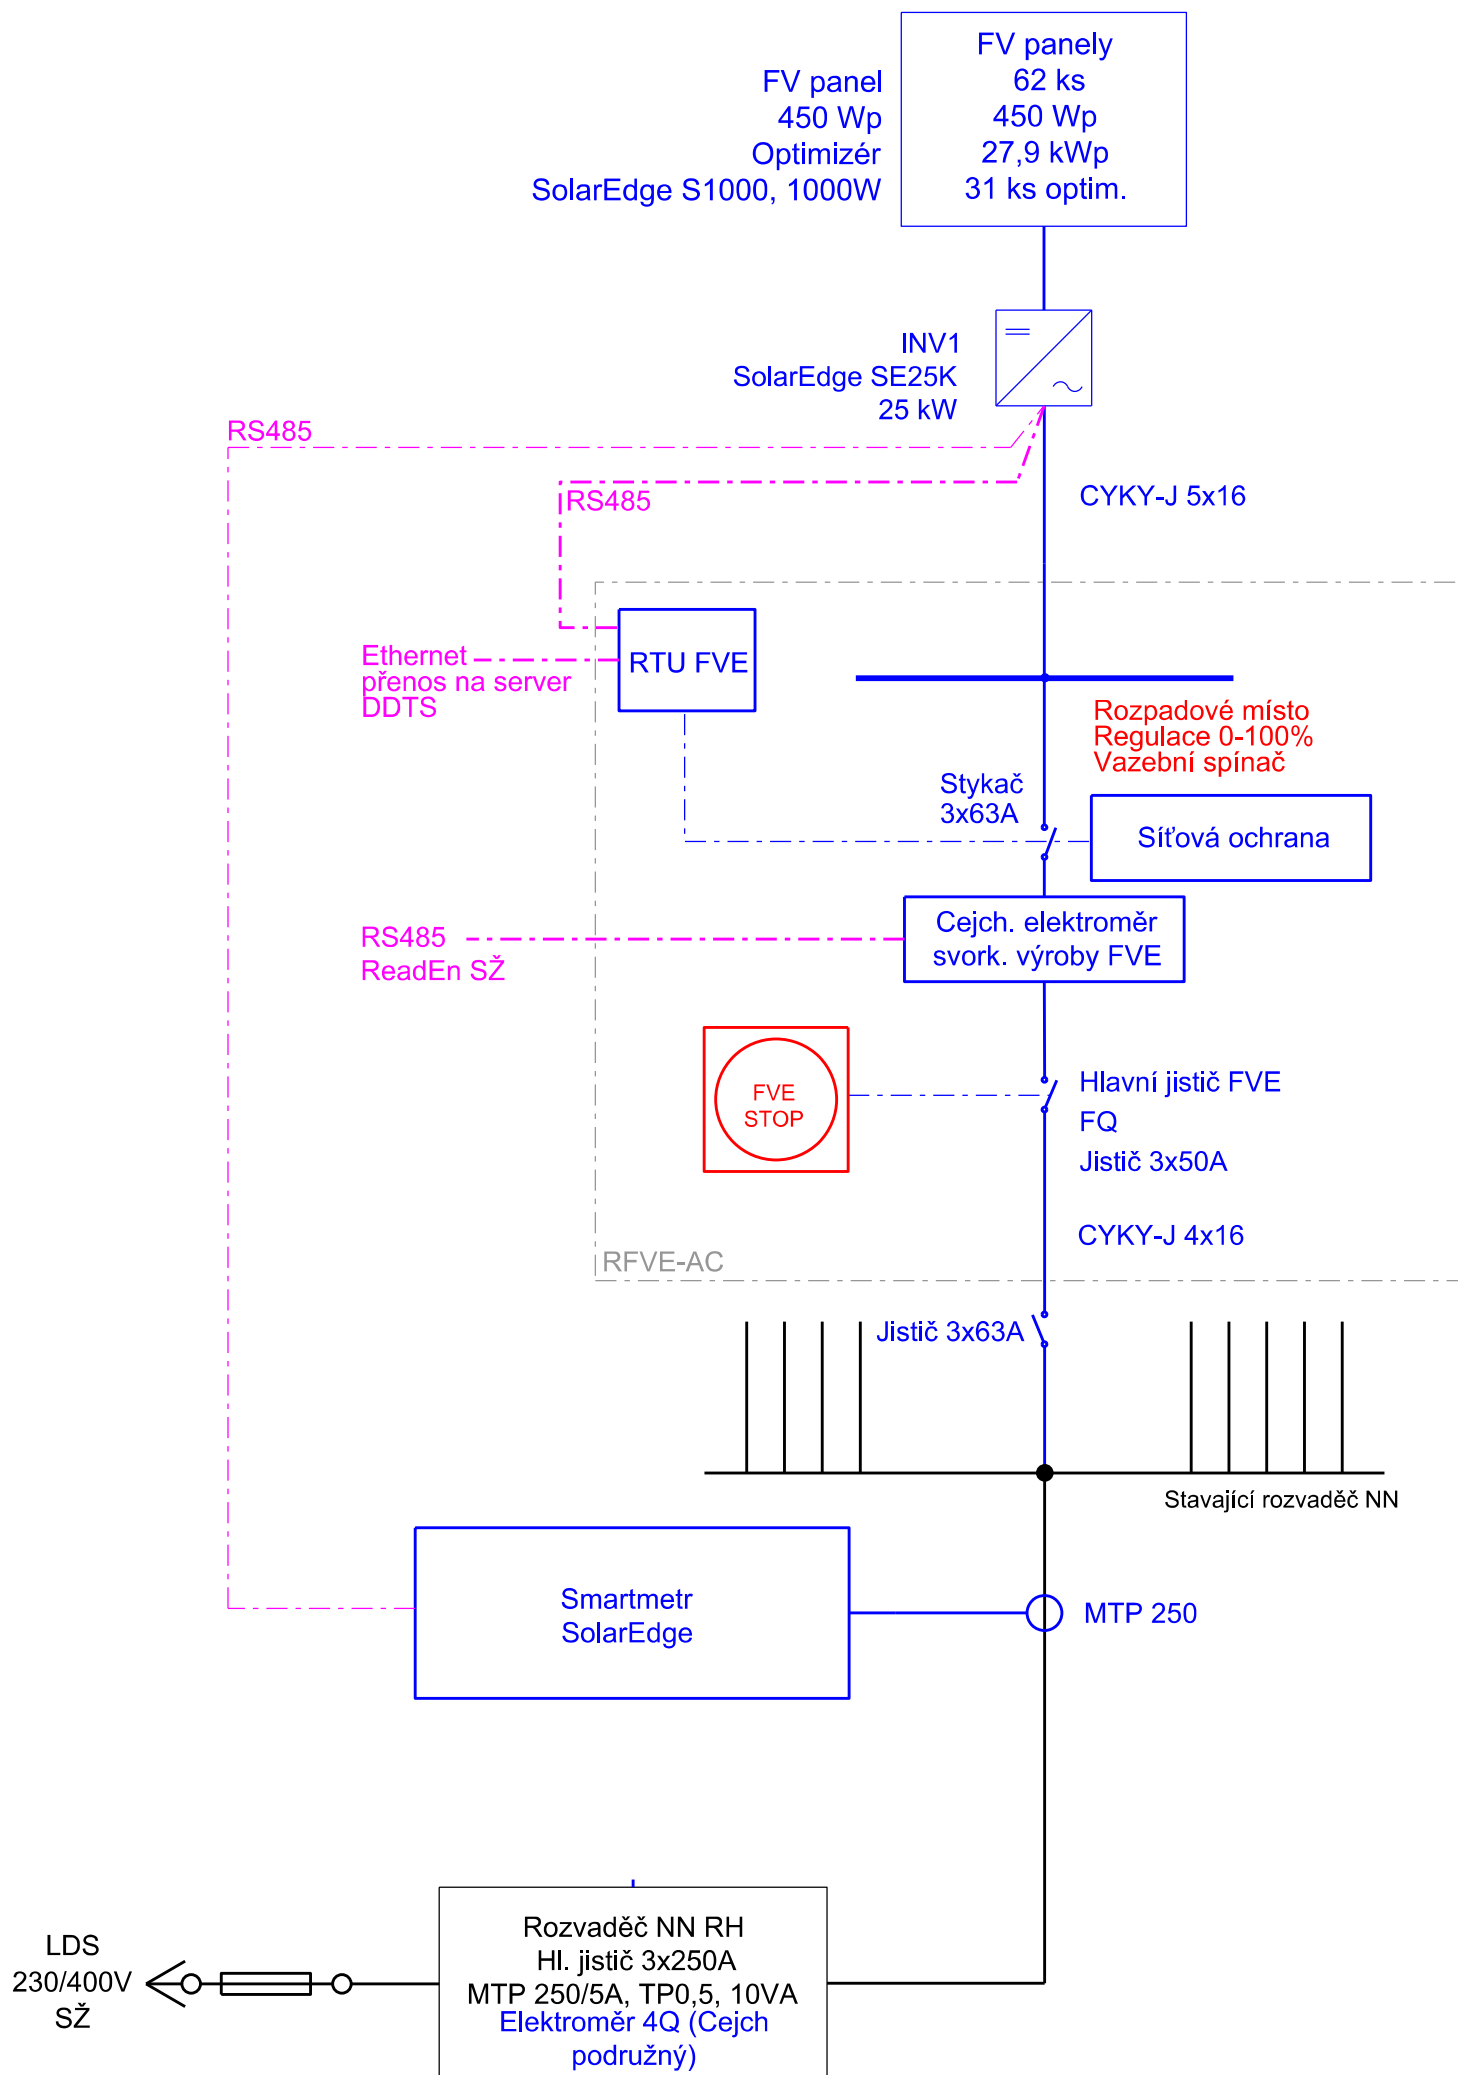 FV panel
450 Wp
Optimizér
SolarEdge S1000, 1000W
FV panely
62 ks
450 Wp
27,9 kWp
31 ks optim.
INV1
SolarEdge SE25K
25 kW
RS485
RS485
CYKY-J 5x16
RTU FVE
Ethernet
přenos na server
DDTS
Rozpadové místo
Regulace 0-100%
Vazební spínač
Stykač
3x63A
Síťová ochrana
Cejch. elektroměr
svork. výroby FVE
RS485
ReadEn SŽ
FVE
STOP
Hlavní jistič FVE
FQ
Jistič 3x50A
CYKY-J 4x16
RFVE-AC
Jistič 3x63A
Stavající rozvaděč NN
Smartmetr
SolarEdge
MTP 250
LDS
230/400V
SŽ
Rozvaděč NN RH
Hl. jistič 3x250A
MTP 250/5A, TP0,5, 10VA
Elektroměr 4Q (Cejch
podružný)